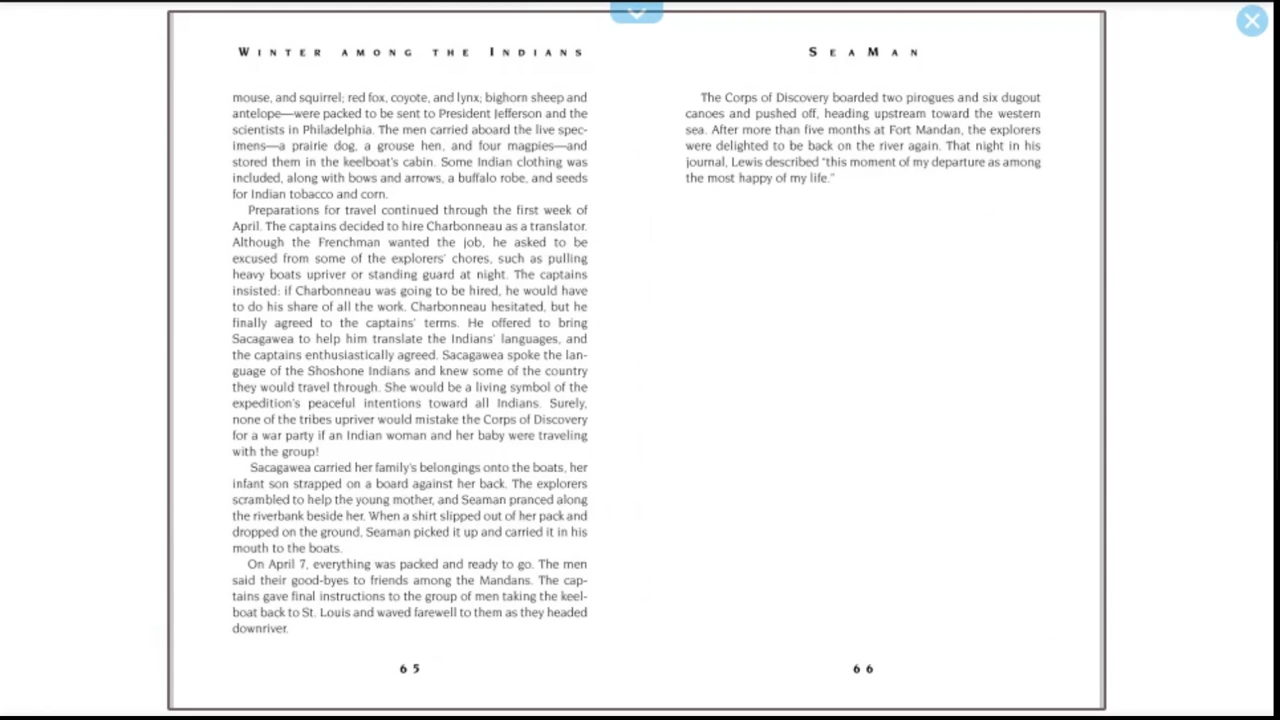 WINTER AMONG THE INDIANS
mouse, and squirrel; red fox, coyote, and lynx; bighorn sheep and
antelope—were packed to be sent to President Jefferson and the
scientists in Philadelphia. The men carried aboard the live spec-
imens—a prairie dog, a grouse hen, and four magpies—and
stored them in the keelboat's cabin. Some Indian clothing was
included, along with bows and arrows, a buffalo robe, and seeds
for Indian tobacco and corn.
Preparations for travel continued through the first week of
April. The captains decided to hire Charbonneau as a translator.
Although the Frenchman wanted the job, he asked to be
excused from some of the explorers' chores, such as pulling
heavy boats upriver or standing guard at night. The captains
insisted: if Charbonneau was going to be hired, he would have
to do his share of all the work. Charbonneau hesitated, but he
finally agreed to the captains' terms. He offered to bring
Sacagawea to help him translate the Indians' languages, and
the captains enthusiastically agreed. Sacagawea spoke the lan-
guage of the Shoshone Indians and knew some of the country
they would travel through. She would be a living symbol of the
expedition's peaceful intentions toward all Indians. Surely,
none of the tribes upriver would mistake the Corps of Discovery
for a war party if an Indian woman and her baby were traveling
with the group!
Sacagawea carried her family's belongings onto the boats, her
infant son strapped on a board against her back. The explorers
scrambled to help the young mother, and Seaman pranced along
the riverbank beside her. When a shirt slipped out of her pack and
dropped on the ground, Seaman picked it up and carried it in his
mouth to the boats.
On April 7, everything was packed and ready to go. The men
said their good-byes to friends among the Mandans. The cap-
tains gave final instructions to the group of men taking the keel-
boat back to St. Louis and waved farewell to them as they headed
downriver.
65
SEAMAN
The Corps of Discovery boarded two pirogues and six dugout
canoes and pushed off, heading upstream toward the western
sea. After more than five months at Fort Mandan, the explorers
were delighted to be back on the river again. That night in his
journal, Lewis described "this moment of my departure as among
the most happy of my life."
66